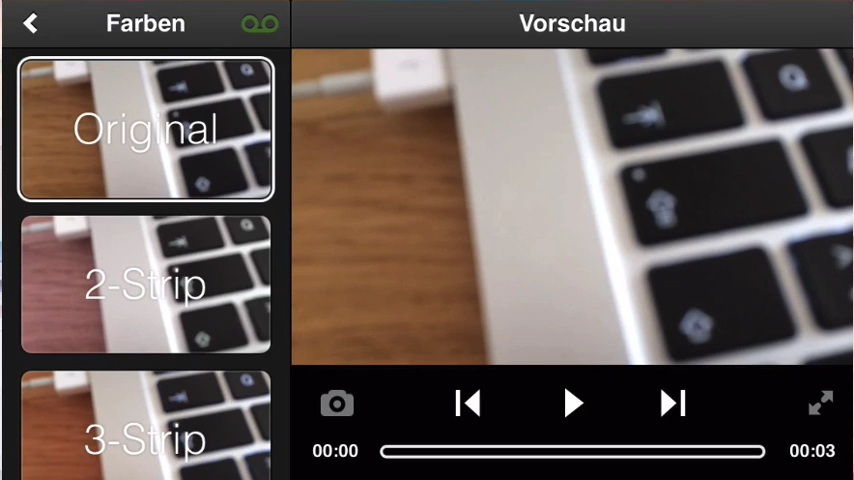 Farben
Vorschau
Original
2-Strip
3-Strip
Q
00:00
00:03